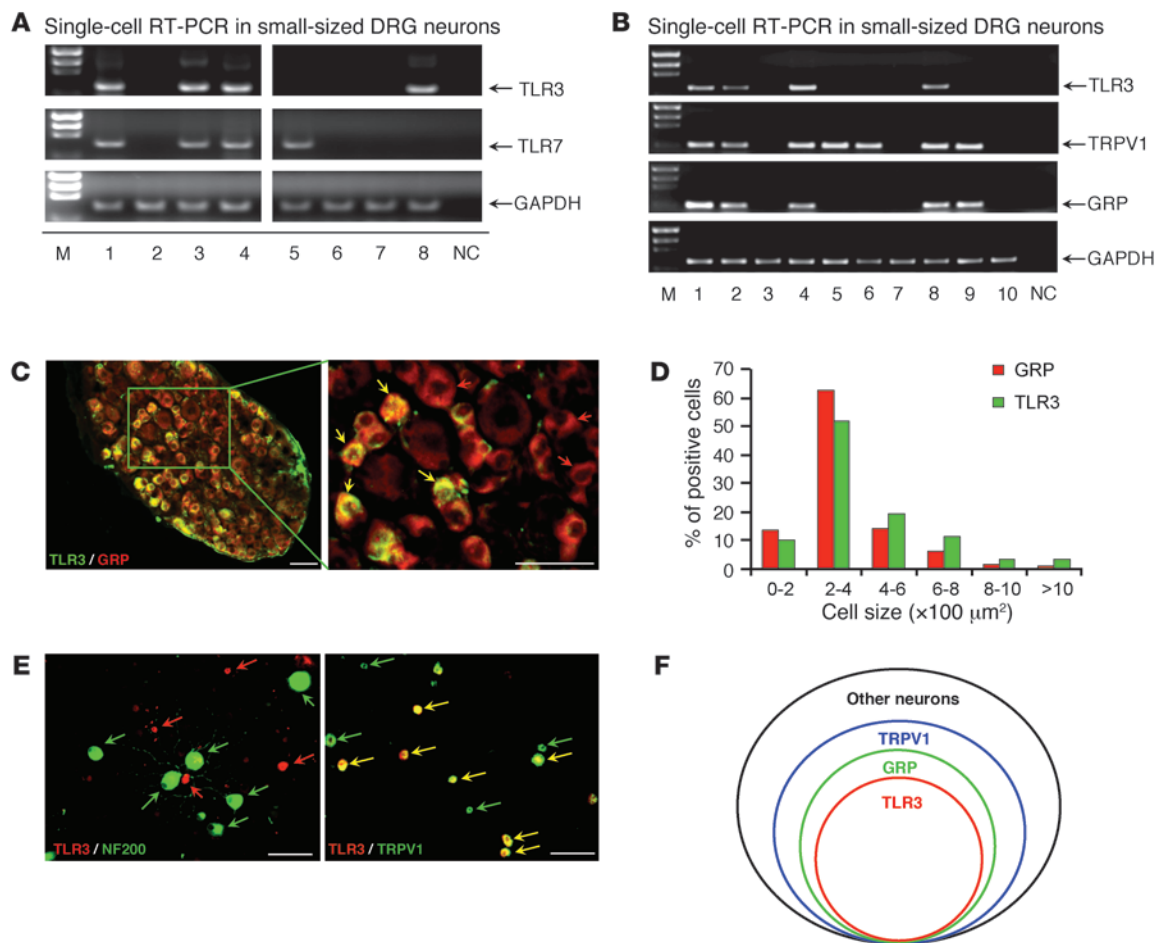 A Single-cell RT-PCR in small-sized DRG neurons
TLR3
TLR7
GAPDH
M 1 2 3 4 5 6 7 8 NC
B Single-cell RT-PCR in small-sized DRG neurons
TLR3
TRPV1
GRP
GAPDH
M 1 2 3 4 5 6 7 8 9 10 NC
C
TLR3 / GRP
D
GRP
TLR3
% of positive cells
70
60
50
40
30
20
10
0
0-2 2-4 4-6 6-8 8-10 >10
Cell size (×100 μm²)
E
TLR3 / NF200
TLR3 / TRPV1
F
Other neurons
TRPV1
GRP
TLR3